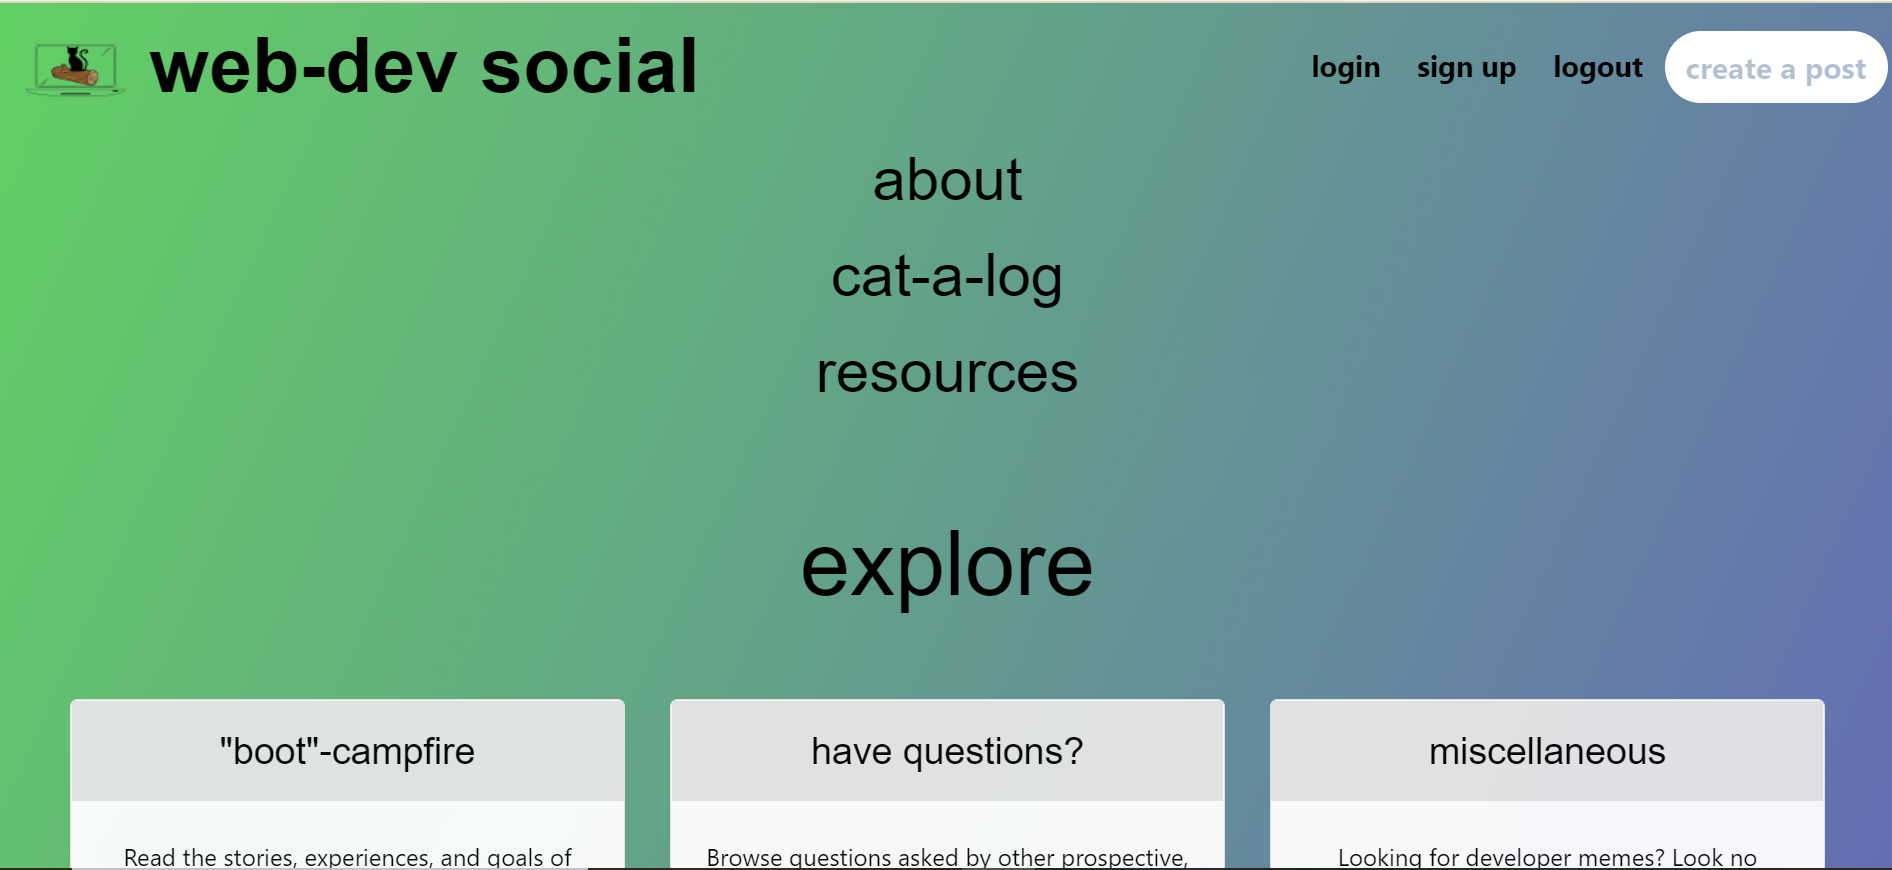 web-dev social
login sign up logout create a post
about
cat-a-log
resources
explore
"boot"-campfire
have questions?
miscellaneous
Read the stories, experiences, and goals of
Browse questions asked by other prospective,
Looking for developer memes? Look no